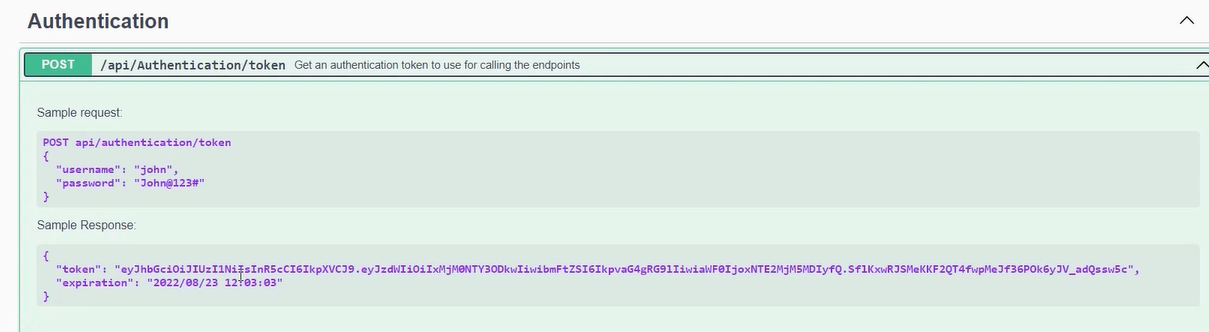 Authentication
POST /api/Authentication/token Get an authentication token to use for calling the endpoints
Sample request:
POST api/authentication/token
{
"username": "john",
"password": "John@123#"
}
Sample Response:
{
"token": "eyJhbGciOiJIUzI1NiIsInR5cCI6IkpXVCJ9.eyJzdWIiOiIxMjM0NTY3ODkwIiwibmFtZSI6IkpvaG4gRG9lIiwiaWF0IjoxNTE2MjM5MDIyfQ.SflKxwRJSMeKKF2QT4fwpMeJf36POk6yJV_adQssw5c",
"expiration": "2022/08/23 12:03:03"
}